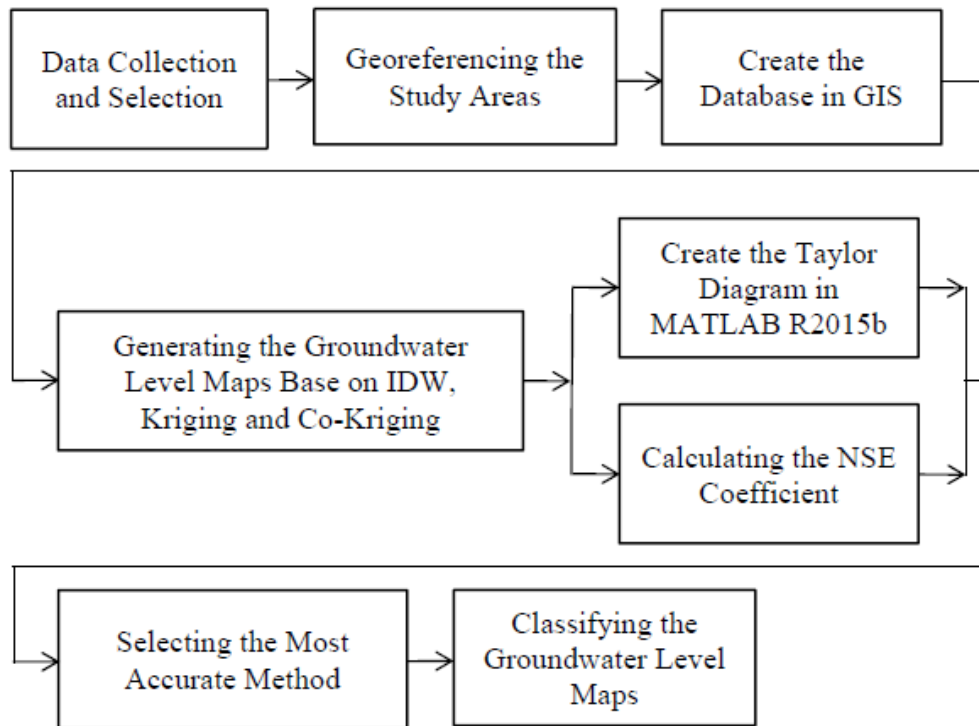 Data Collection
and Selection
Georeferencing the
Study Areas
Create the
Database in GIS
Generating the Groundwater
Level Maps Base on IDW,
Kriging and Co-Kriging
Create the Taylor
Diagram in
MATLAB R2015b
Calculating the NSE
Coefficient
Selecting the Most
Accurate Method
Classifying the
Groundwater Level
Maps